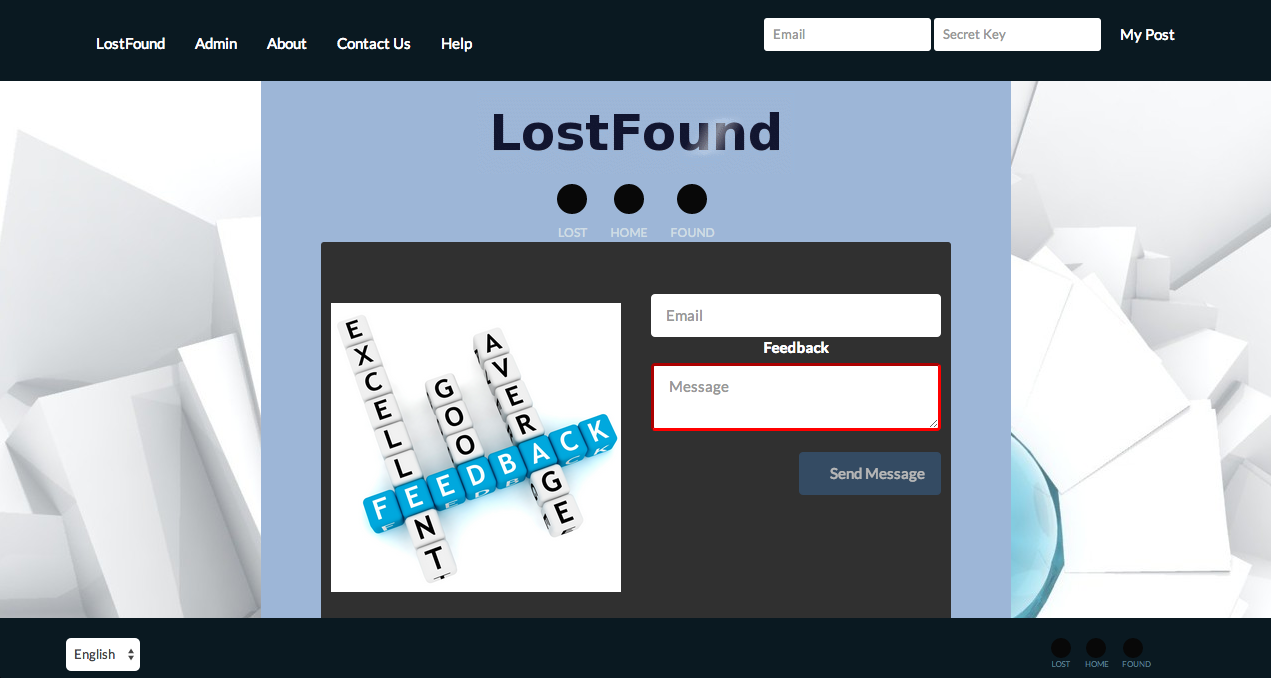 LostFound Admin About Contact Us Help Email Secret Key My Post
LostFound
LOST HOME FOUND
Email
Feedback
Message
Send Message
EXCELLENT
GOOD
AVERAGE
FEEDBACK
English
LOST HOME FOUND